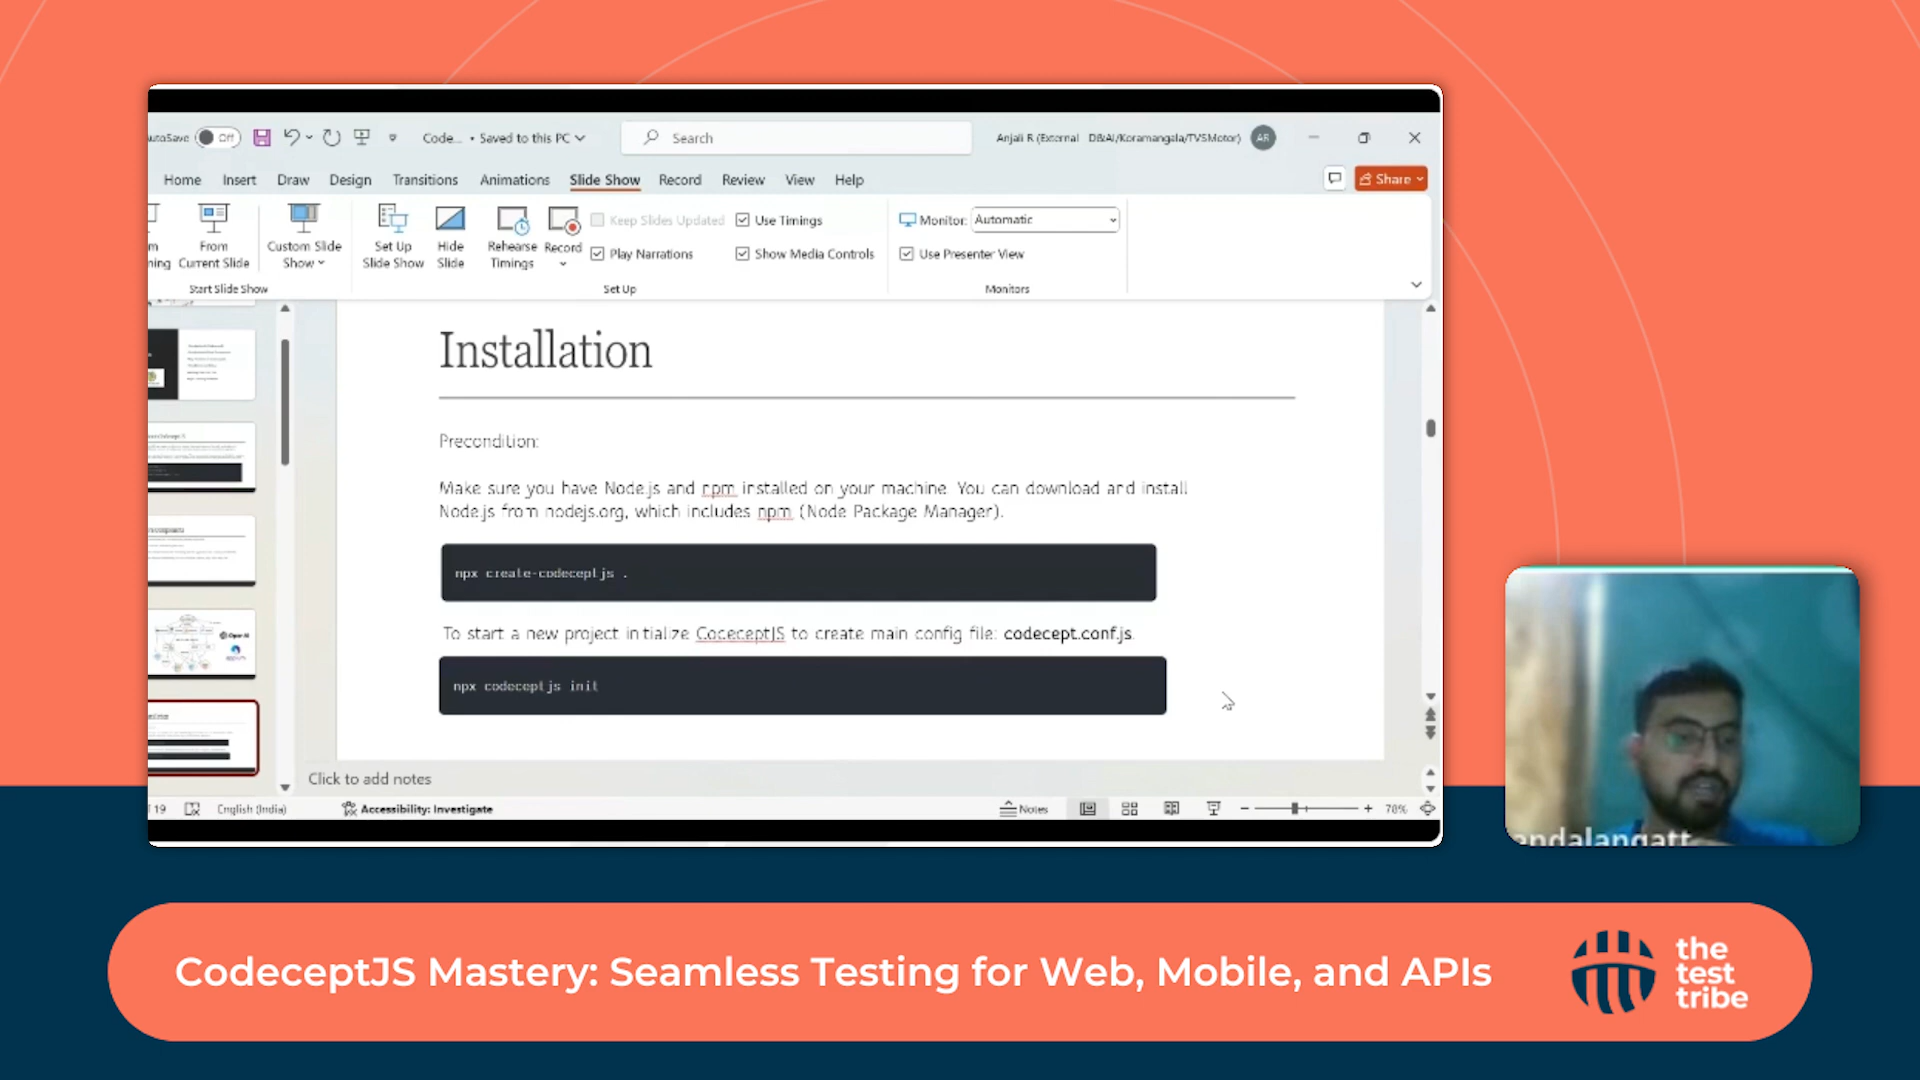 utoSave
Off
Code... • Saved to this PC
Search
Anjali R (External D&AI/Koramangala/TVSMotor)
AR
Home Insert Draw Design Transitions Animations Slide Show Record Review View Help
Share
From
Current Slide
Custom Slide
Show
Start Slide Show
Set Up
Slide Show
Hide
Slide
Rehearse
Timings
Record
Keep Slides Updated
Use Timings
Play Narrations
Show Media Controls
Set Up
Monitor: Automatic
Use Presenter View
Monitors
Installation
Precondition:
Make sure you have Node.js and npm installed on your machine. You can download and install
Node.js from nodejs.org, which includes npm (Node Package Manager).
npx create-codeceptjs .
To start a new project initialize CodeceptJS to create main config file: codecept.conf.js
npx codeceptjs init
Click to add notes
19
English (India)
Accessibility: Investigate
Notes
78%
andalangatt
CodeceptJS Mastery: Seamless Testing for Web, Mobile, and APIs
the
test
tribe